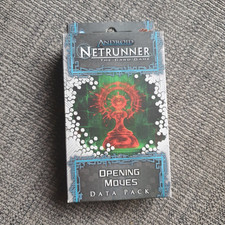 ANDROID
NETRUNNER
THE CARD GAME
OPENING
MOVES
DATA PACK